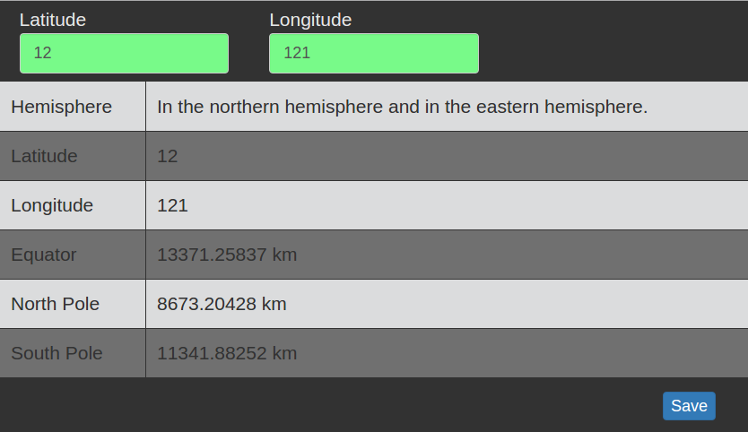 Latitude Longitude
12 121
Hemisphere In the northern hemisphere and in the eastern hemisphere.
Latitude 12
Longitude 121
Equator 13371.25837 km
North Pole 8673.20428 km
South Pole 11341.88252 km
Save